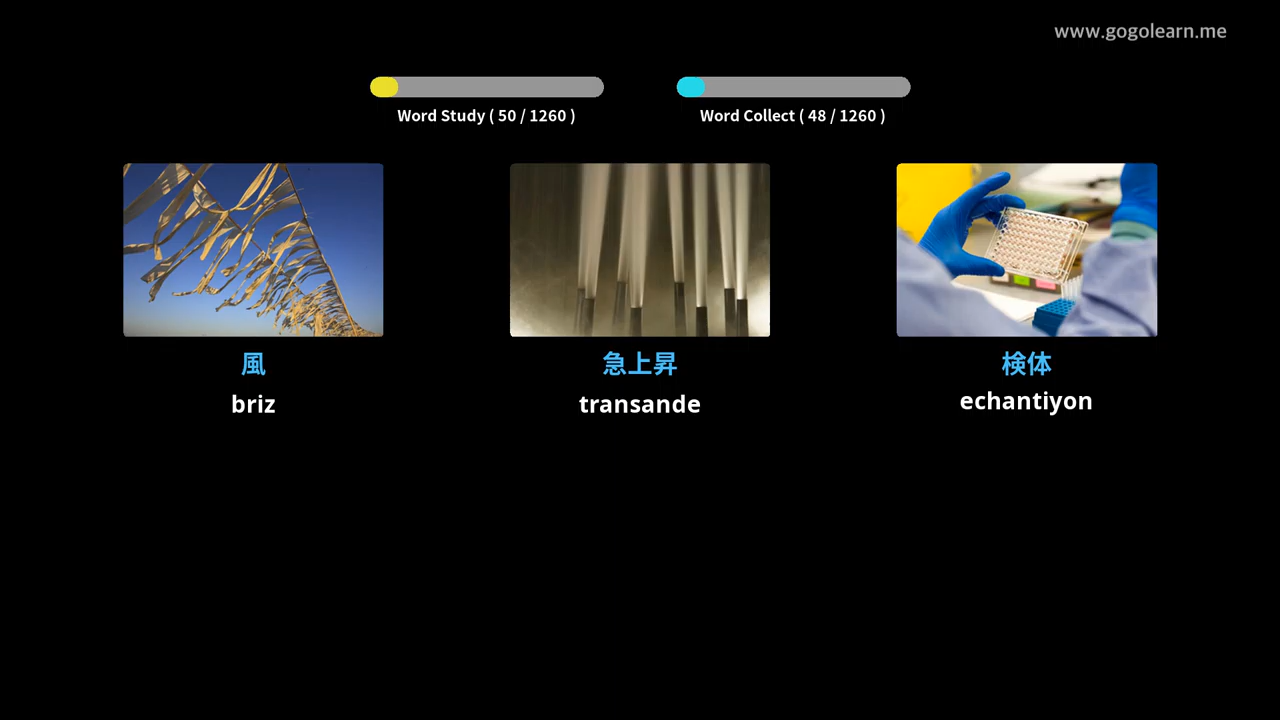 www.gogolearn.me
Word Study ( 50 / 1260 )
Word Collect ( 48 / 1260 )
風
briz
急上昇
transande
検体
echantiyon